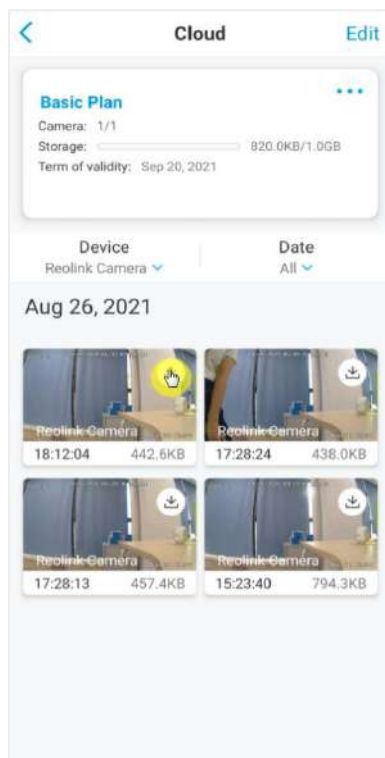 Cloud
Edit
Basic Plan
Camera: 1/1
Storage: 820.0KB/1.0GB
Term of validity: Sep 20, 2021
Device
Date
Reolink Camera
All
Aug 26, 2021
Reolink Camera
Reolink Camera
18:12:04 442.6KB
17:28:24 438.0KB
Reolink Camera
Reolink Camera
17:28:13 457.4KB
15:23:40 794.3KB